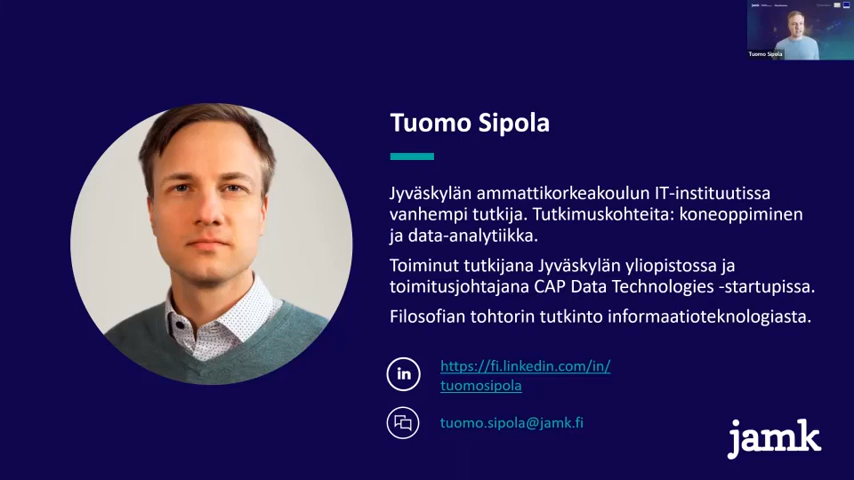 Tuomo Sipola
Tuomo Sipola
Jyväskylän ammattikorkeakoulun IT-instituutissa
vanhempi tutkija. Tutkimuskohteita: koneoppiminen
ja data-analytiikka.
Toiminut tutkijana Jyväskylän yliopistossa ja
toimitusjohtajana CAP Data Technologies -startupissa.
Filosofian tohtorin tutkinto informaatioteknologiasta.
in
https://fi.linkedin.com/in/
tuomosipola
tuomo.sipola@jamk.fi
jamk